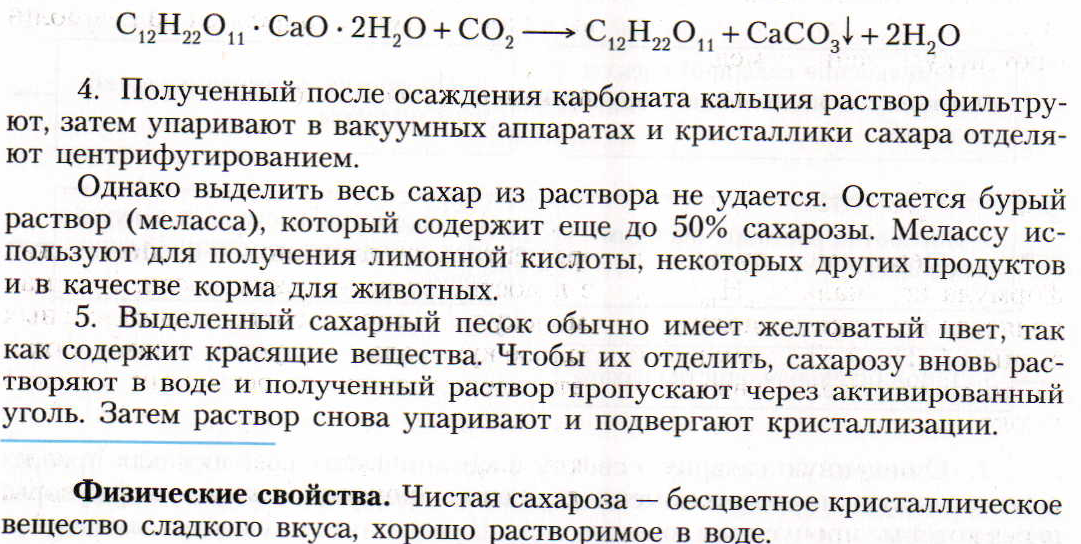 C₁₂H₂₂O₁₁ · CaO · 2H₂O + CO₂ ⟶ C₁₂H₂₂O₁₁ + CaCO₃↓ + 2H₂O
4. Полученный после осаждения карбоната кальция раствор фильтру-
ют, затем упаривают в вакуумных аппаратах и кристаллики сахара отделя-
ют центрифугированием.
Однако выделить весь сахар из раствора не удается. Остается бурый
раствор (меласса), который содержит еще до 50% сахарозы. Мелассу ис-
пользуют для получения лимонной кислоты, некоторых других продуктов
и в качестве корма для животных.
5. Выделенный сахарный песок обычно имеет желтоватый цвет, так
как содержит красящие вещества. Чтобы их отделить, сахарозу вновь рас-
творяют в воде и полученный раствор пропускают через активированный
уголь. Затем раствор снова упаривают и подвергают кристаллизации.
Физические свойства. Чистая сахароза – бесцветное кристаллическое
вещество сладкого вкуса, хорошо растворимое в воде.